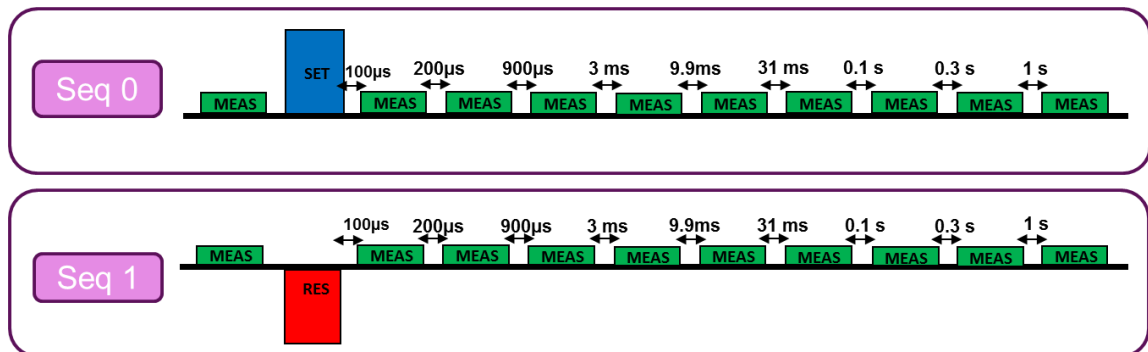 100µs 200µs 900µs 3 ms 9.9ms 31 ms 0.1 s 0.3 s 1 s
Seq 0 MEAS SET MEAS MEAS MEAS MEAS MEAS MEAS MEAS MEAS MEAS
100µs 200µs 900µs 3 ms 9.9ms 31 ms 0.1 s 0.3 s 1 s
Seq 1 MEAS RES MEAS MEAS MEAS MEAS MEAS MEAS MEAS MEAS MEAS